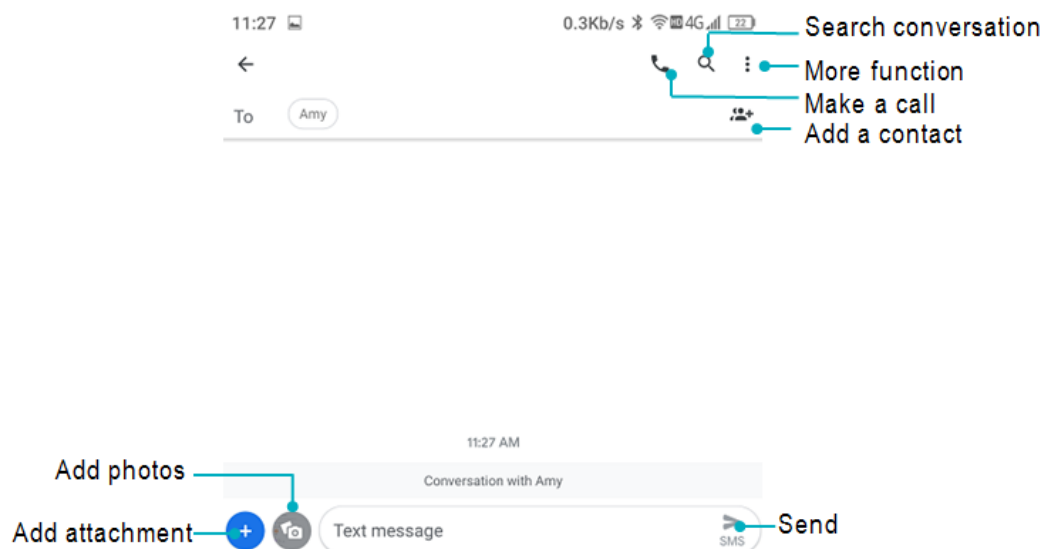 11:27
0.3Kb/s HD 4G 22
Search conversation
More function
Make a call
To Amy
Add a contact
11:27 AM
Add photos
Conversation with Amy
Add attachment
Text message
SMS
Send